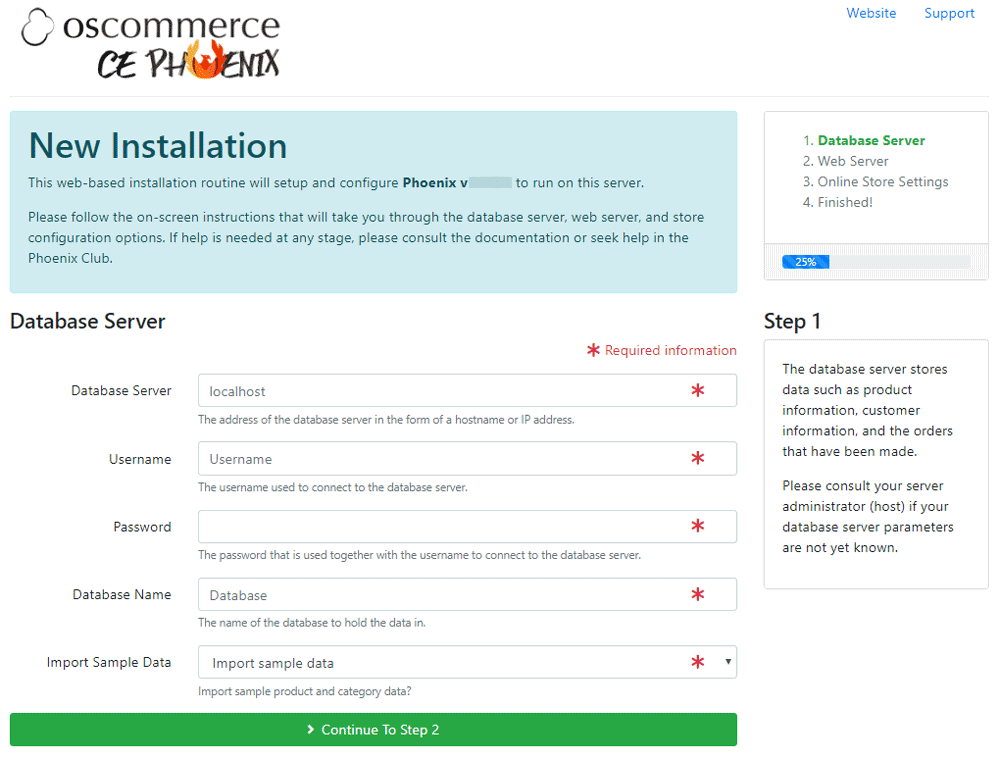 oscommerce
CE PHOENIX
Website Support
New Installation
This web-based installation routine will setup and configure Phoenix v to run on this server.
Please follow the on-screen instructions that will take you through the database server, web server, and store
configuration options. If help is needed at any stage, please consult the documentation or seek help in the
Phoenix Club.
1. Database Server
2. Web Server
3. Online Store Settings
4. Finished!
25%
Database Server
* Required information
Database Server localhost *
The address of the database server in the form of a hostname or IP address.
Username Username *
The username used to connect to the database server.
Password *
The password that is used together with the username to connect to the database server.
Database Name Database *
The name of the database to hold the data in.
Import Sample Data Import sample data *
Import sample product and category data?
Continue To Step 2
Step 1
The database server stores
data such as product
information, customer
information, and the orders
that have been made.
Please consult your server
administrator (host) if your
database server parameters
are not yet known.